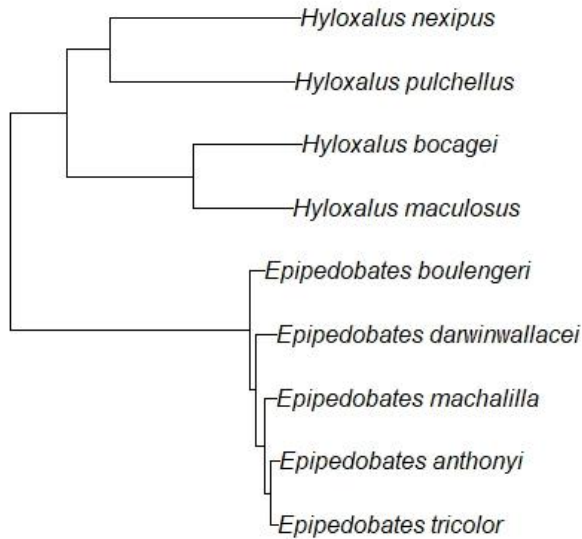 Hyloxalus nexipus
Hyloxalus pulchellus
Hyloxalus bocagei
Hyloxalus maculosus
Epipedobates boulengeri
Epipedobates darwinwallacei
Epipedobates machalilla
Epipedobates anthonyi
Epipedobates tricolor